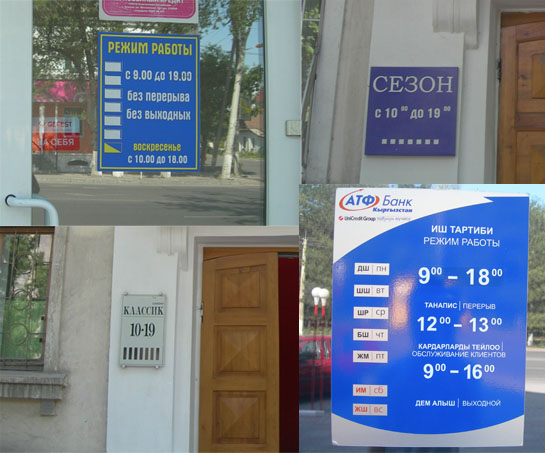 РЕЖИМ РАБОТЫ
с 9.00 до 19.00
без перерыва
без выходных
воскресенье
с 10.00 до 16.00
СЕЗОН
с 10 00 до 19 00
КЛАССИК
10-19
АТФ Банк
Кыргызстан
UniCredit Group
ИШ ТАРТИБИ
РЕЖИМ РАБОТЫ
ДШ | ПН
ШШ | ВТ
ШР | СР
БШ | ЧТ
ЖМ | ПТ
ИМ | СБ
ЖШ | ВС
9 00 – 18 00
ТАНАПИС | ПЕРЕРЫВ
12 00 – 13 00
КАРДАРЛАРДЫ ТЕЙЛОО |
ОБСЛУЖИВАНИЕ КЛИЕНТОВ
9 00 – 16 00
ДЕМ АЛЫШ | ВЫХОДНОЙ